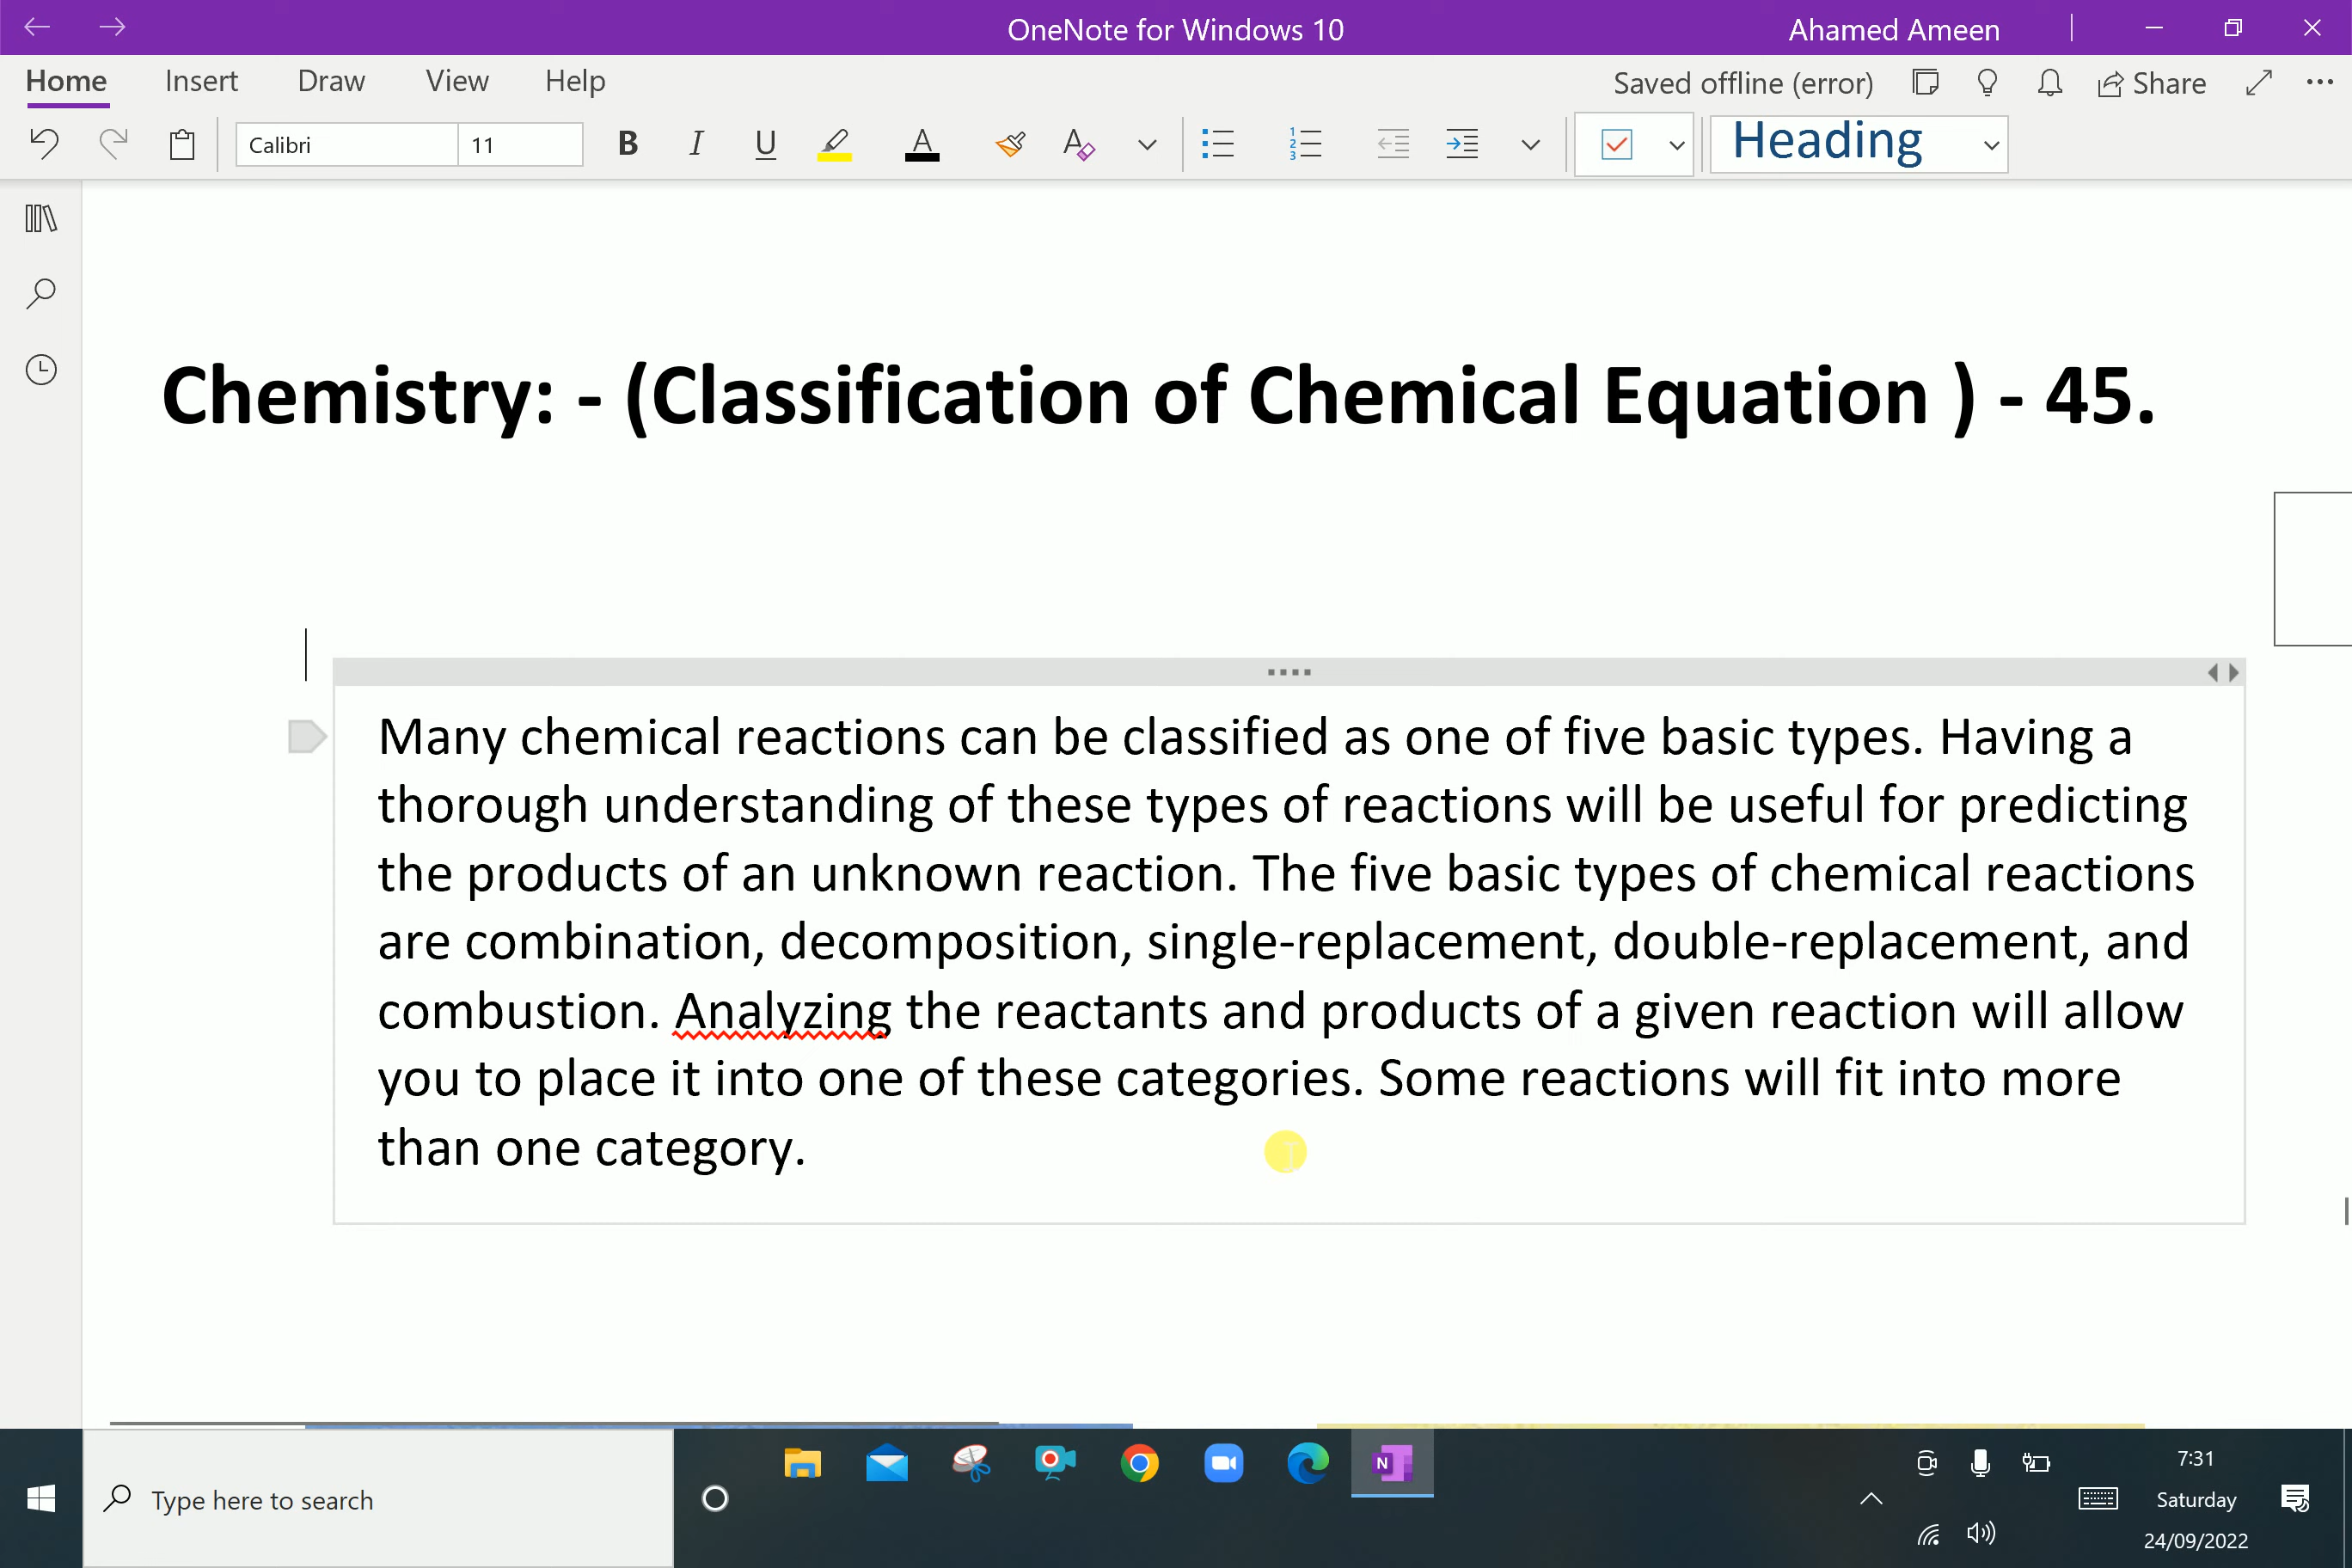 OneNote for Windows 10
Ahamed Ameen
Home Insert Draw View Help
Saved offline (error)
Share
Calibri 11 B I U A A Heading
Chemistry: - (Classification of Chemical Equation ) - 45.
Many chemical reactions can be classified as one of five basic types. Having a
thorough understanding of these types of reactions will be useful for predicting
the products of an unknown reaction. The five basic types of chemical reactions
are combination, decomposition, single-replacement, double-replacement, and
combustion. Analyzing the reactants and products of a given reaction will allow
you to place it into one of these categories. Some reactions will fit into more
than one category.
Type here to search
N
7:31
Saturday
24/09/2022